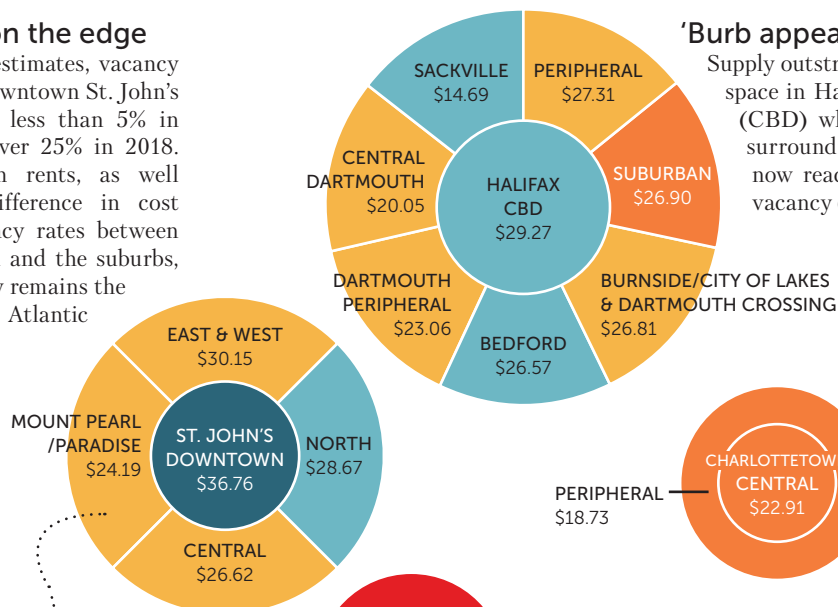 on the edge
estimates, vacancy
wntown St. John's
less than 5% in
ver 25% in 2018.
n rents, as well
ifference in cost
ncy rates between
and the suburbs,
y remains the
Atlantic
'Burb appea
Supply outstr
space in Ha
(CBD) wh
surround
now read
vacancy
SACKVILLE
$14.69
PERIPHERAL
$27.31
CENTRAL
DARTMOUTH
$20.05
HALIFAX
CBD
$29.27
SUBURBAN
$26.90
DARTMOUTH
PERIPHERAL
$23.06
BURNSIDE/CITY OF LAKES
& DARTMOUTH CROSSING
$26.81
BEDFORD
$26.57
EAST & WEST
$30.15
MOUNT PEARL
/PARADISE
$24.19
ST. JOHN'S
DOWNTOWN
$36.76
NORTH
$28.67
CENTRAL
$26.62
CHARLOTTETOW
CENTRAL
$22.91
PERIPHERAL
$18.73